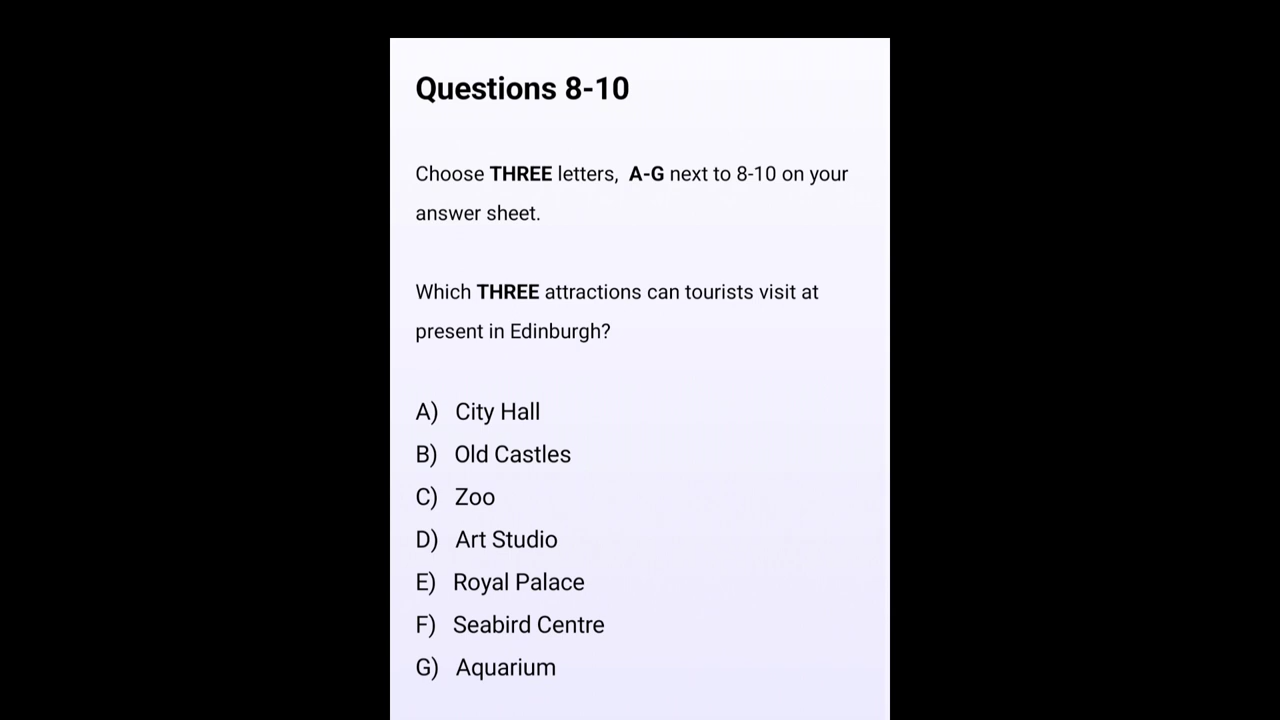 Questions 8-10
Choose THREE letters, A-G next to 8-10 on your
answer sheet.
Which THREE attractions can tourists visit at
present in Edinburgh?
A) City Hall
B) Old Castles
C) Zoo
D) Art Studio
E) Royal Palace
F) Seabird Centre
G) Aquarium